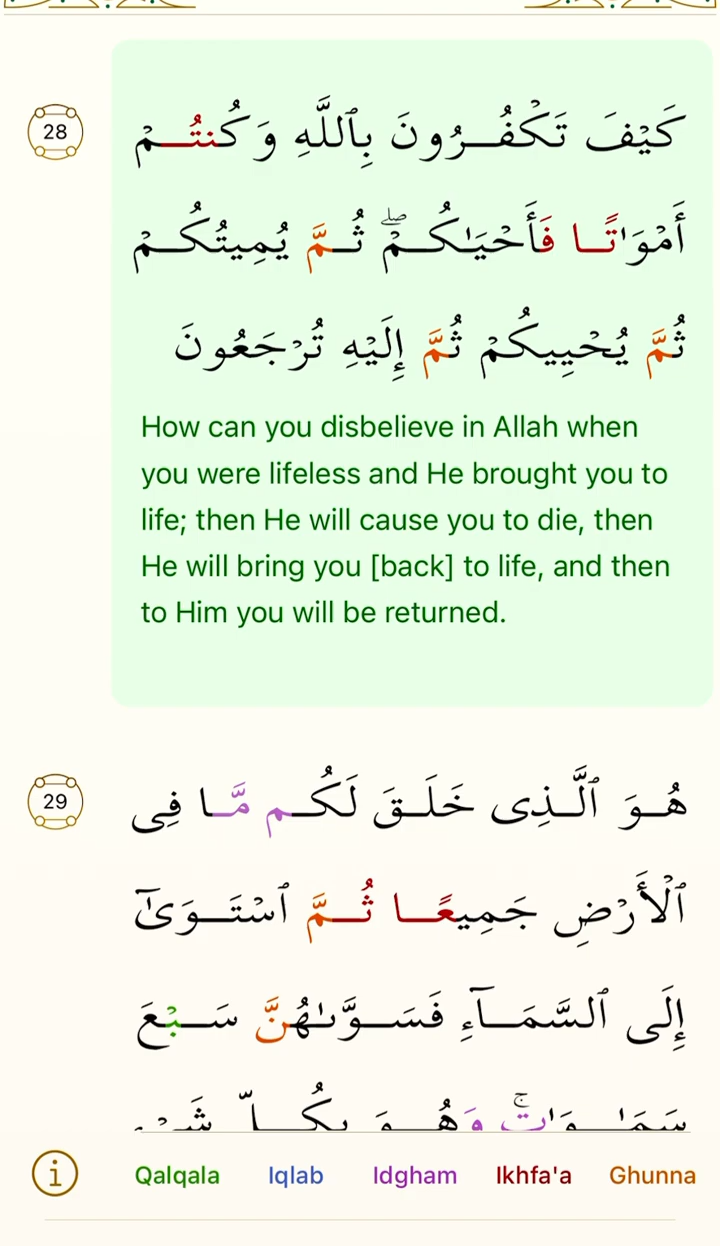 28
كَيْفَ تَكْفُرُونَ بِٱللَّهِ وَكُنتُمْ
أَمْوَٰتًا فَأَحْيَـٰكُمْ ۖ ثُمَّ يُمِيتُكُمْ
ثُمَّ يُحْيِيكُمْ ثُمَّ إِلَيْهِ تُرْجَعُونَ
How can you disbelieve in Allah when
you were lifeless and He brought you to
life; then He will cause you to die, then
He will bring you [back] to life, and then
to Him you will be returned.
29
هُوَ ٱلَّذِى خَلَقَ لَكُم مَّا فِى
ٱلْأَرْضِ جَمِيعًا ثُمَّ ٱسْتَوَىٰٓ
إِلَى ٱلسَّمَآءِ فَسَوَّىٰهُنَّ سَبْعَ
سَمَـٰوَٰتٍ ۚ وَهُوَ بِكُلِّ
Qalqala Iqlab Idgham Ikhfa'a Ghunna